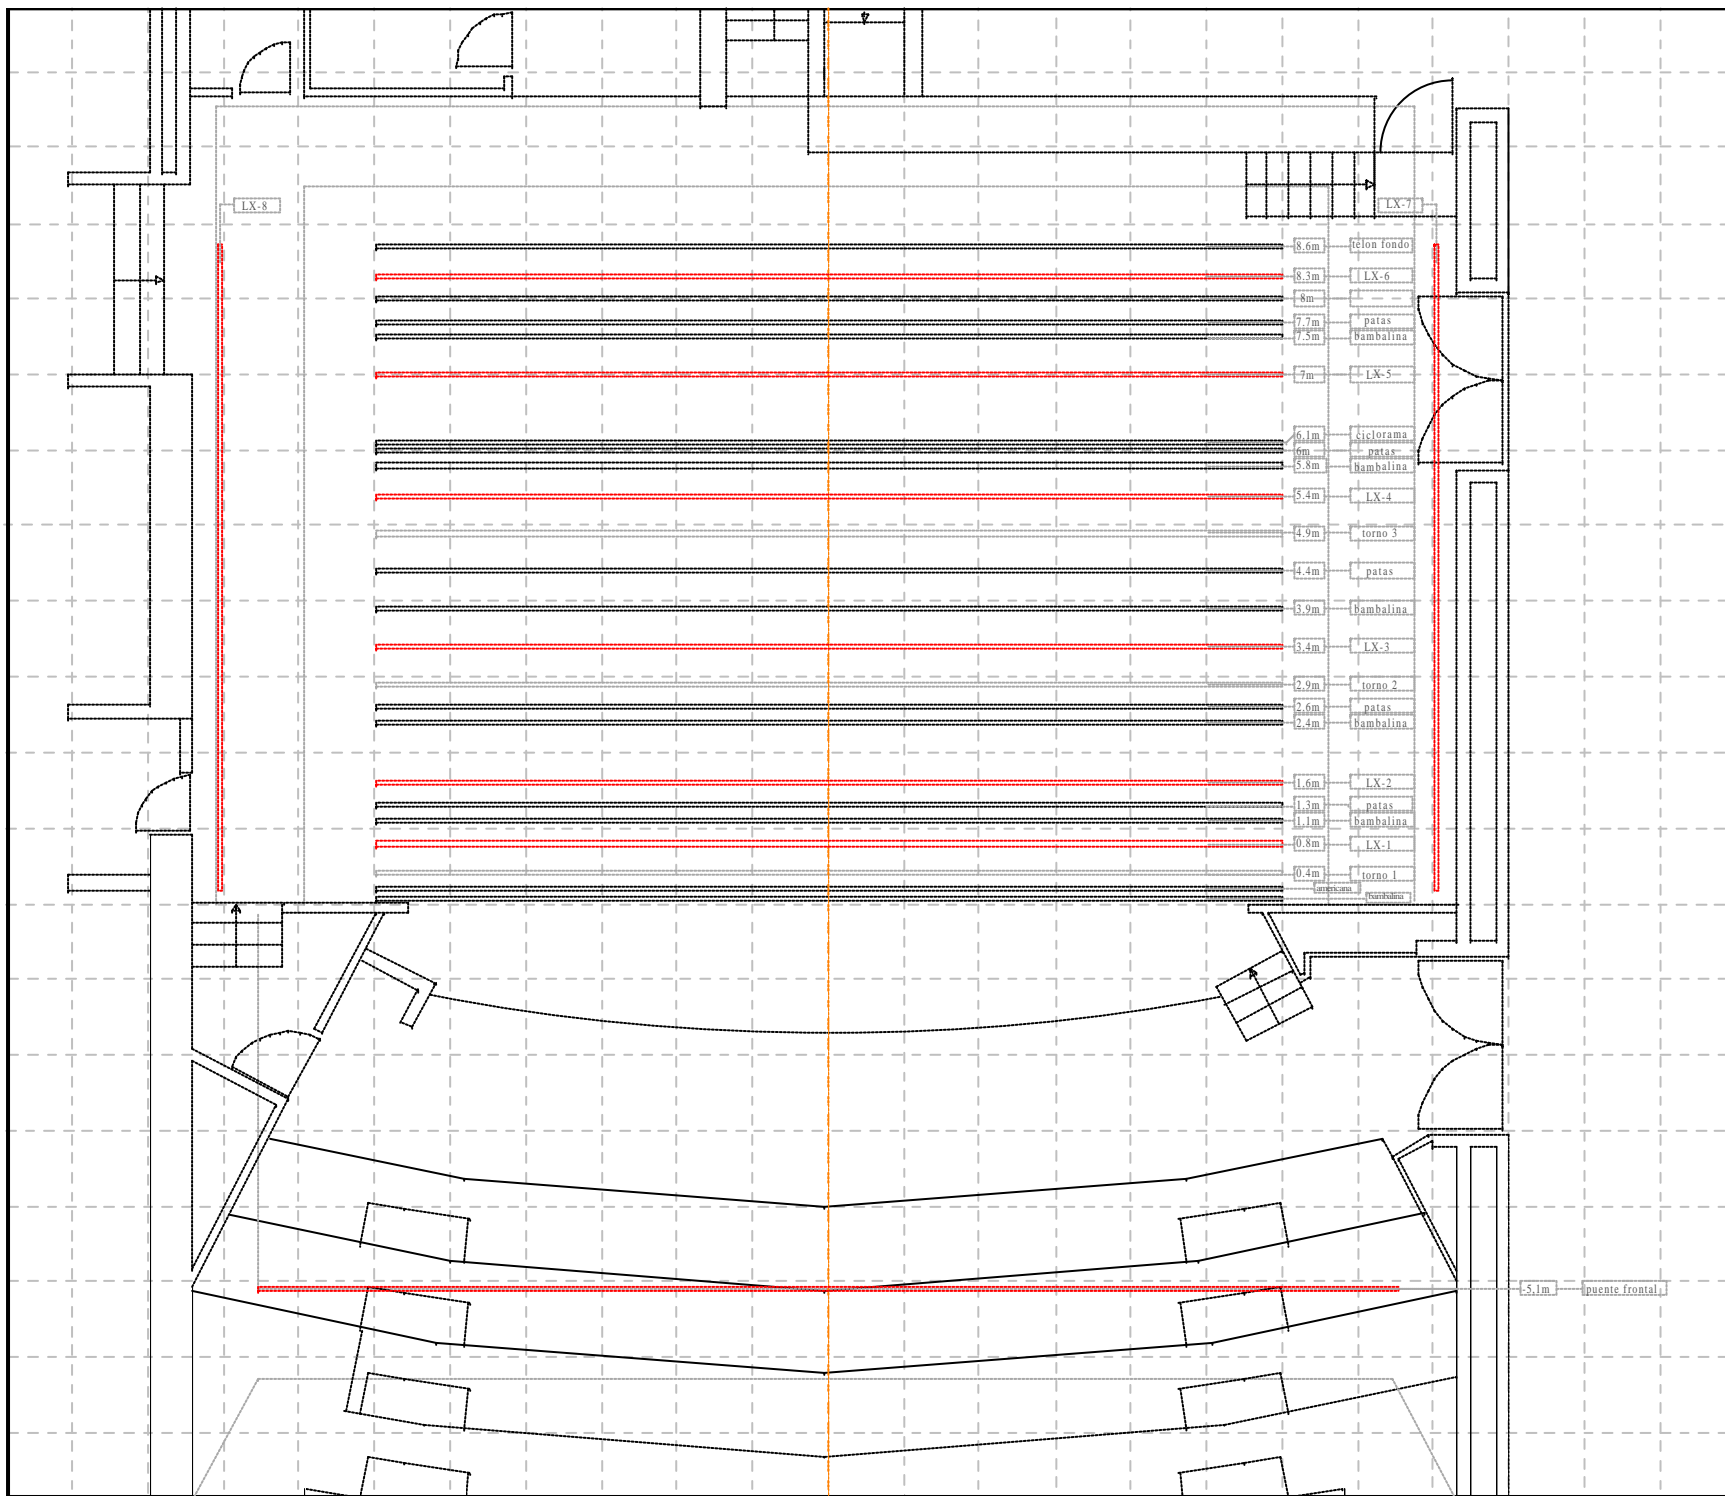 LX-8
LX-7
8.6m telon fondo
8.3m LX-6
8m
7.7m patas
7.5m bambalina
7m LX-5
6.1m ciclorama
6m patas
5.8m bambalina
5.4m LX-4
4.9m torno 3
4.4m patas
3.9m bambalina
3.4m LX-3
2.9m torno 2
2.6m patas
2.4m bambalina
1.6m LX-2
1.3m patas
1.1m bambalina
0.8m LX-1
0.4m torno 1
americana
bambalina
-5,1m puente frontal